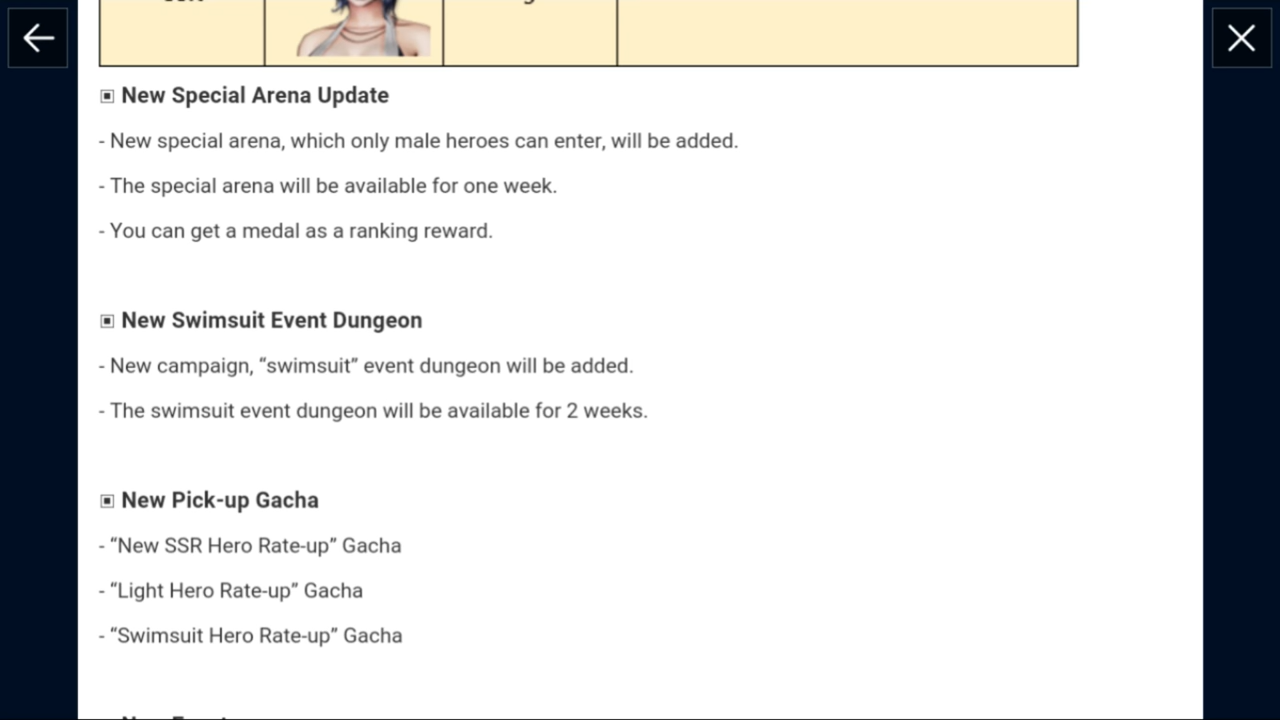 ▣ New Special Arena Update
- New special arena, which only male heroes can enter, will be added.
- The special arena will be available for one week.
- You can get a medal as a ranking reward.
▣ New Swimsuit Event Dungeon
- New campaign, “swimsuit” event dungeon will be added.
- The swimsuit event dungeon will be available for 2 weeks.
▣ New Pick-up Gacha
- “New SSR Hero Rate-up” Gacha
- “Light Hero Rate-up” Gacha
- “Swimsuit Hero Rate-up” Gacha